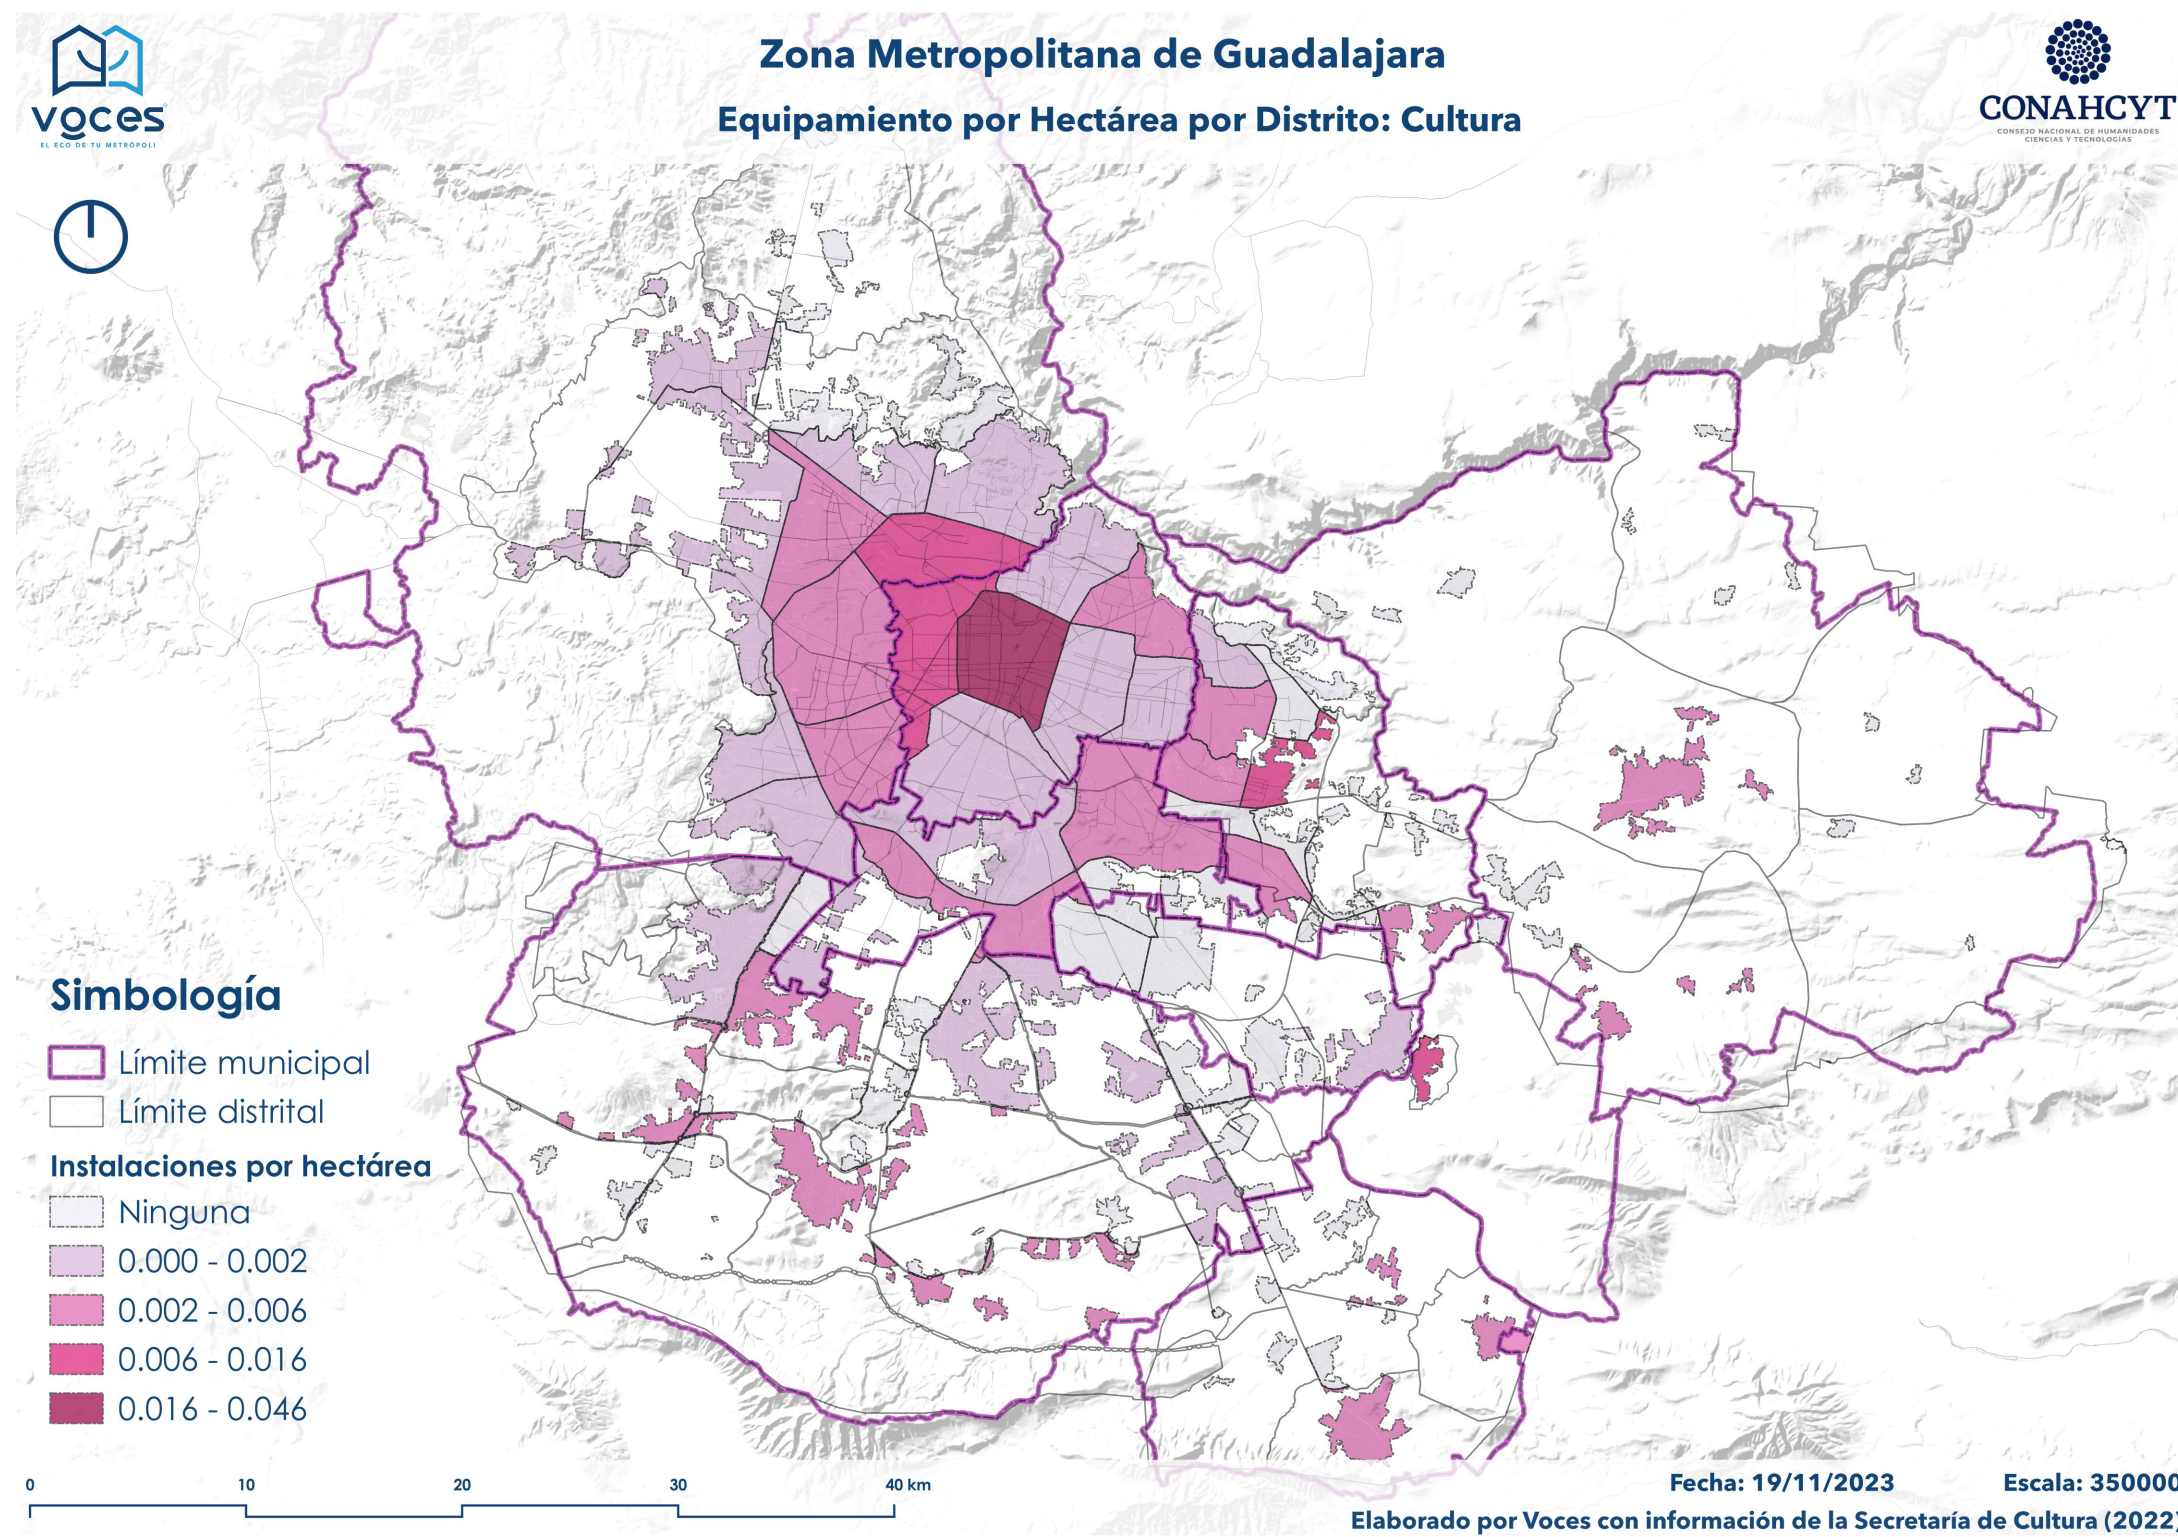 voces
EL ECO DE TU METRÓPOLI
Zona Metropolitana de Guadalajara
Equipamiento por Hectárea por Distrito: Cultura
CONAHCYT
CONSEJO NACIONAL DE HUMANIDADES
CIENCIAS Y TECNOLOGÍAS
Simbología
Límite municipal
Límite distrital
Instalaciones por hectárea
Ninguna
0.000 - 0.002
0.002 - 0.006
0.006 - 0.016
0.016 - 0.046
0 10 20 30 40 km
Fecha: 19/11/2023 Escala: 350000
Elaborado por Voces con información de la Secretaría de Cultura (2022